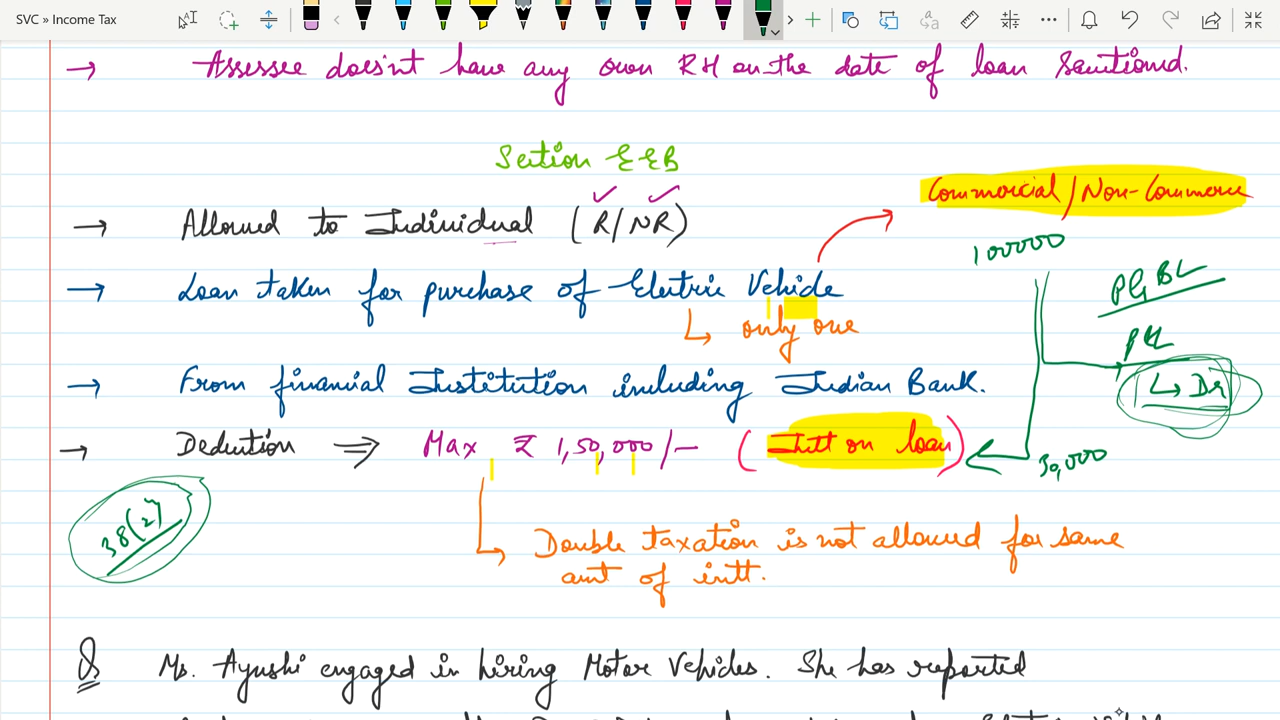 SVC » Income Tax
→ Assessee doesn't have any own RH on the date of loan Sanctioned.
Section EEB
Commercial/Non-Commerce
→ Allowed to Individual (R/NR)
100000
→ Loan taken for purchase of Electric Vehicle
PGBL
↳ only one
→ From financial Institution including Indian Bank.
↳ Dr
→ Deduction ⇒ Max ₹ 1,50,000/- (Intt on loan)
30,000
38(2)
↳ Double taxation is not allowed for same
amt of intt.
Q Ms. Ayushi engaged in hiring Motor Vehicles. She has reported